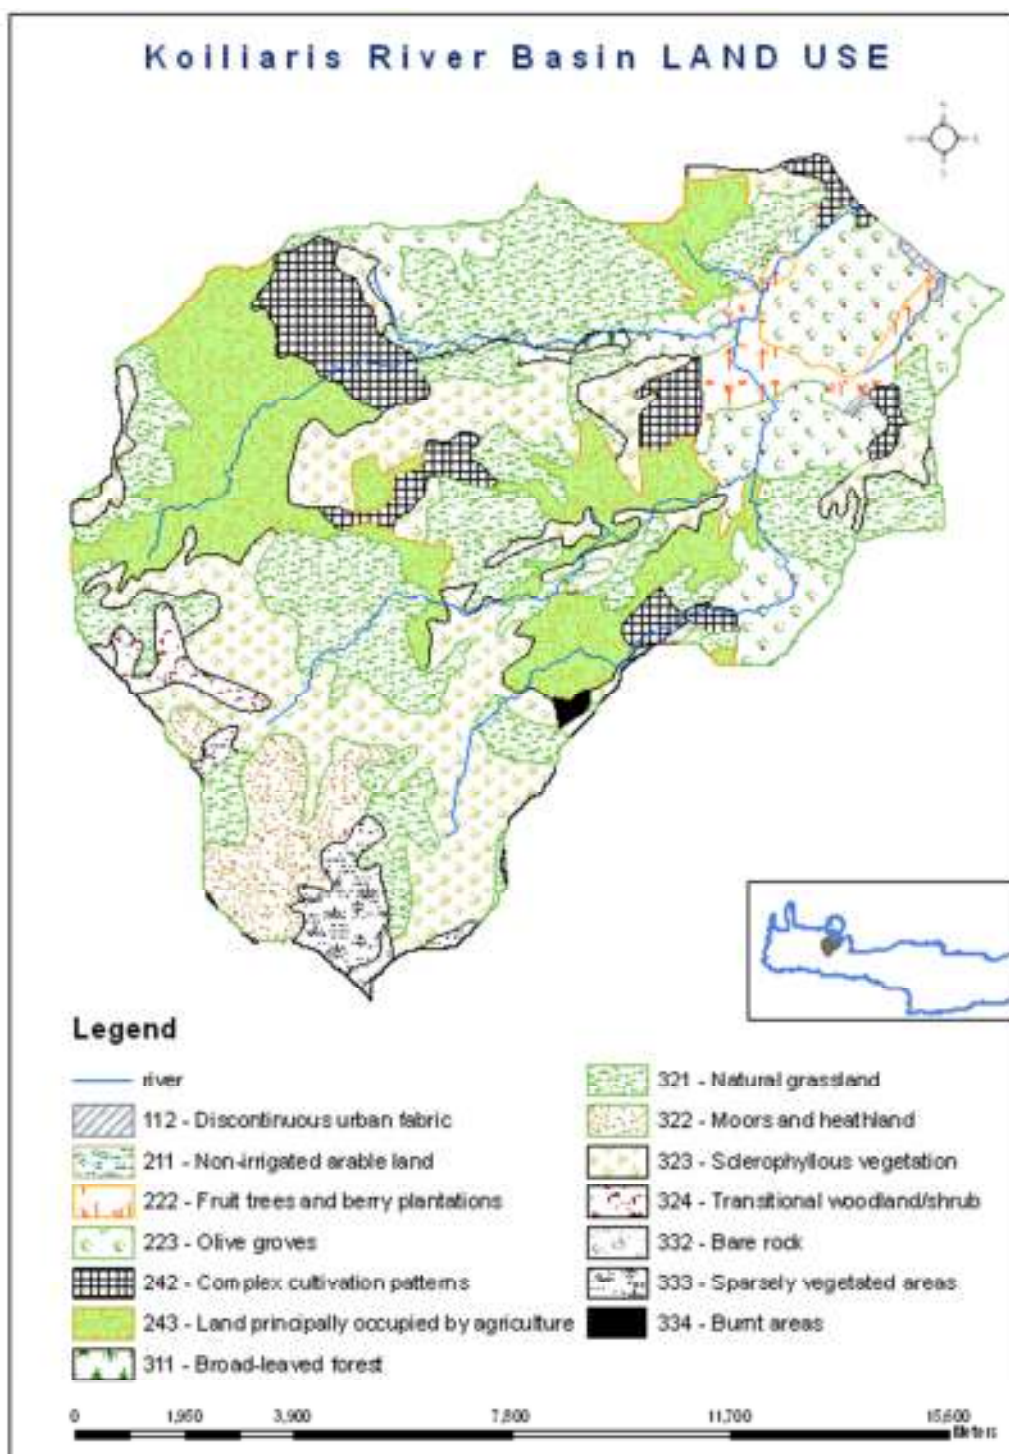 Koiliaris River Basin LAND USE
Legend
river
112 - Discontinuous urban fabric
211 - Non-irrigated arable land
222 - Fruit trees and berry plantations
223 - Olive groves
242 - Complex cultivation patterns
243 - Land principally occupied by agriculture
311 - Broad-leaved forest
321 - Natural grassland
322 - Moors and heathland
323 - Sclerophyllous vegetation
324 - Transitional woodland/shrub
332 - Bare rock
333 - Sparsely vegetated areas
334 - Burnt areas
0 1,950 3,900 7,800 11,700 15,600
Meters